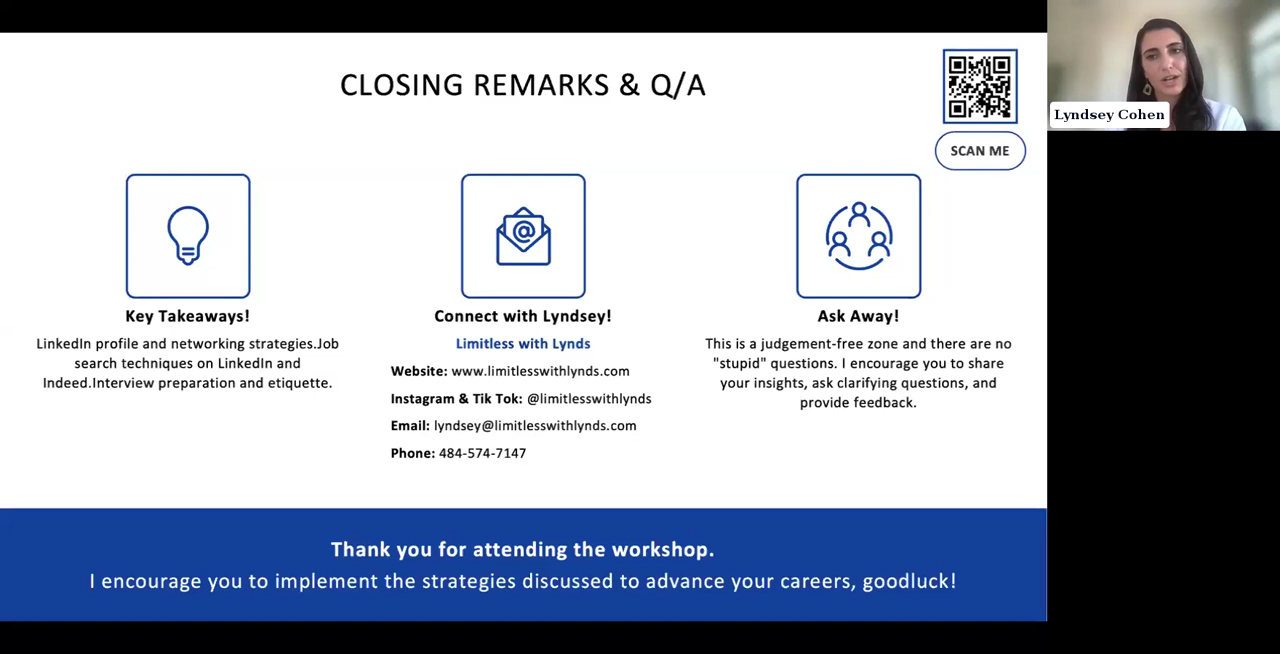 CLOSING REMARKS & Q/A
SCAN ME
Lyndsey Cohen
Key Takeaways!
LinkedIn profile and networking strategies.Job
search techniques on LinkedIn and
Indeed.Interview preparation and etiquette.
Connect with Lyndsey!
Limitless with Lynds
Website: www.limitlesswithlynds.com
Instagram & Tik Tok: @limitlesswithlynds
Email: lyndsey@limitlesswithlynds.com
Phone: 484-574-7147
Ask Away!
This is a judgement-free zone and there are no
"stupid" questions. I encourage you to share
your insights, ask clarifying questions, and
provide feedback.
Thank you for attending the workshop.
I encourage you to implement the strategies discussed to advance your careers, goodluck!